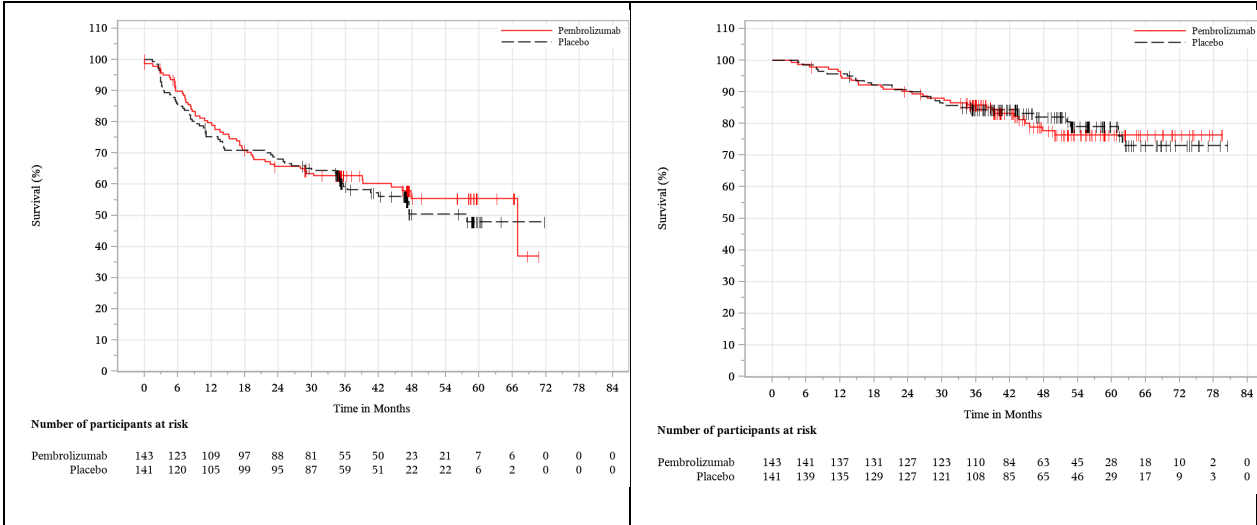 Pembrolizumab
Placebo
110
100
90
80
70
60
50
40
30
20
10
0
Survival (%)
0 6 12 18 24 30 36 42 48 54 60 66 72 78 84
Time in Months
Number of participants at risk
Pembrolizumab 143 123 109 97 88 81 55 50 23 21 7 6 0 0 0
Placebo 141 120 105 99 95 87 59 51 22 22 6 2 0 0 0
Pembrolizumab
Placebo
110
100
90
80
70
60
50
40
30
20
10
0
Survival (%)
0 6 12 18 24 30 36 42 48 54 60 66 72 78 84
Time in Months
Number of participants at risk
Pembrolizumab 143 141 137 131 127 123 110 84 63 45 28 18 10 2 0
Placebo 141 139 135 129 127 121 108 85 65 46 29 17 9 3 0